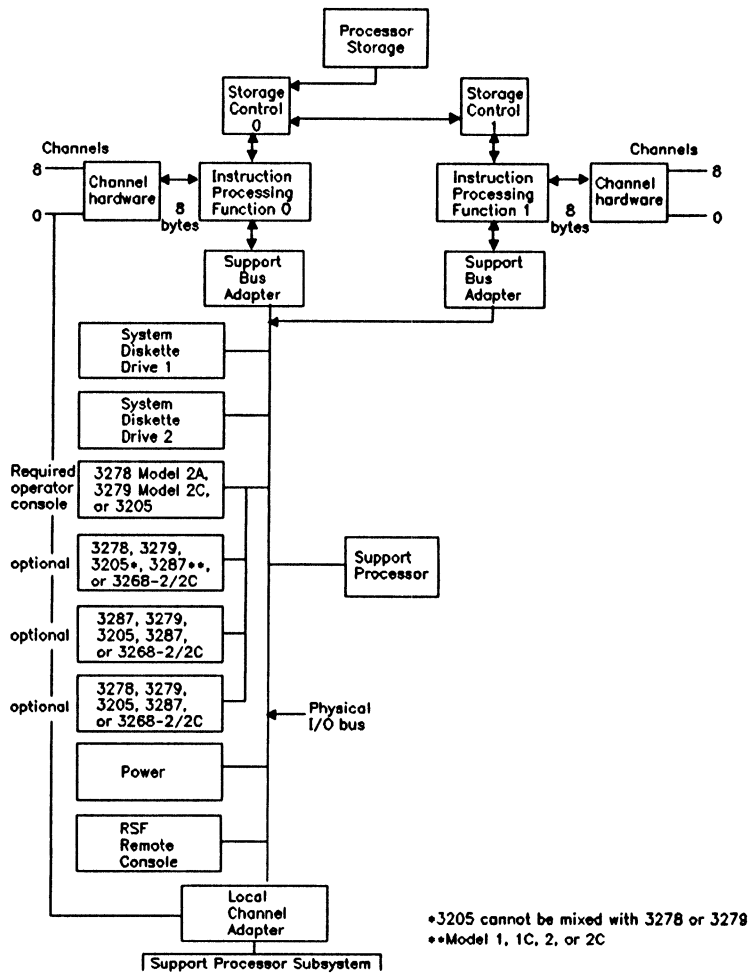 Processor
Storage
Storage
Control
0
Storage
Control
1
Channels
8
0
Channel
hardware
8
bytes
Instruction
Processing
Function 0
Instruction
Processing
Function 1
8
bytes
Channel
hardware
Channels
8
0
Support
Bus
Adapter
Support
Bus
Adapter
System
Diskette
Drive 1
System
Diskette
Drive 2
Required
operator
console
3278 Model 2A,
3279 Model 2C,
or 3205
optional
3278, 3279,
3205*, 3287**,
or 3268-2/2C
Support
Processor
optional
3287, 3279,
3205, 3287,
or 3268-2/2C
optional
3278, 3279,
3205, 3287,
or 3268-2/2C
Physical
I/O bus
Power
RSF
Remote
Console
Local
Channel
Adapter
*3205 cannot be mixed with 3278 or 3279
**Model 1, 1C, 2, or 2C
Support Processor Subsystem